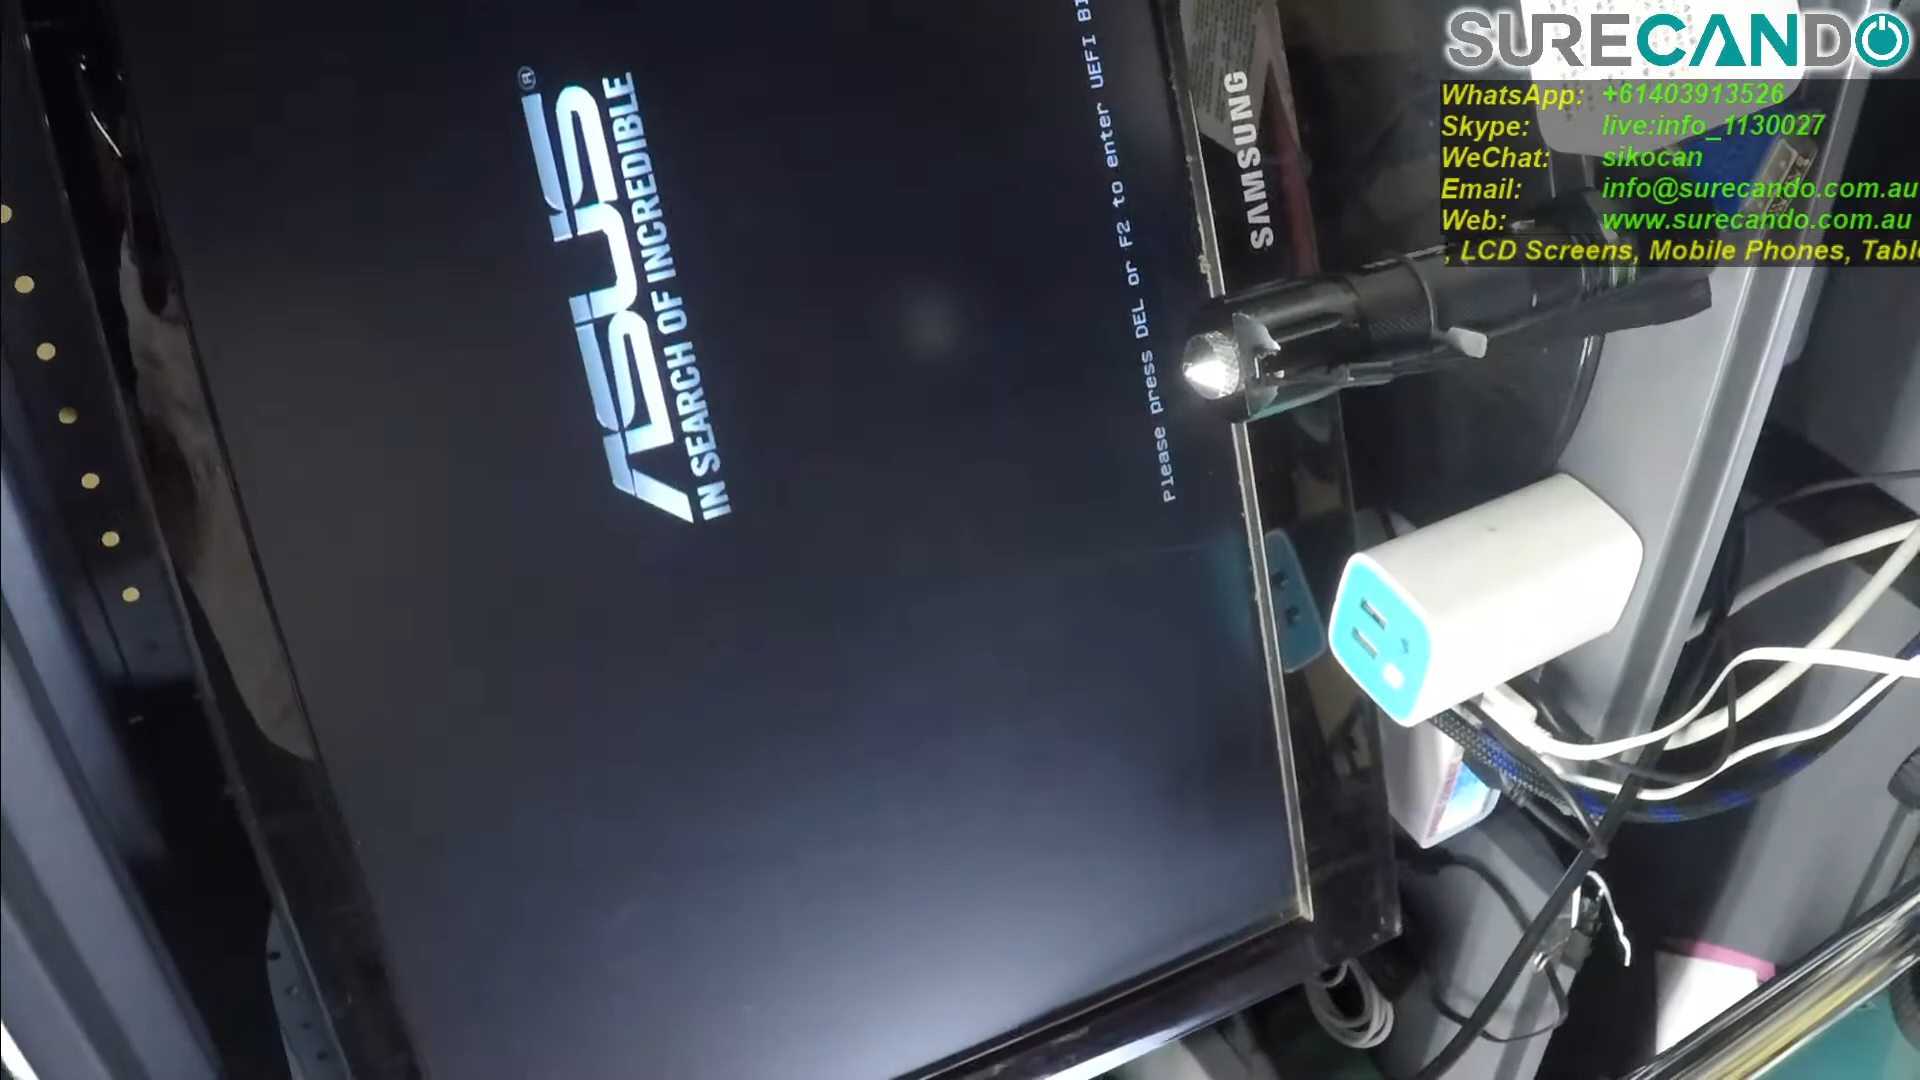 SURECANDO
WhatsApp: +61403913526
Skype: live:info_1130027
WeChat: sikocan
Email: info@surecando.com.au
Web: www.surecando.com.au
, LCD Screens, Mobile Phones,
ASUS®
IN SEARCH OF INCREDIBLE
Please press DEL or F2 to enter UEFI
SAMSUNG